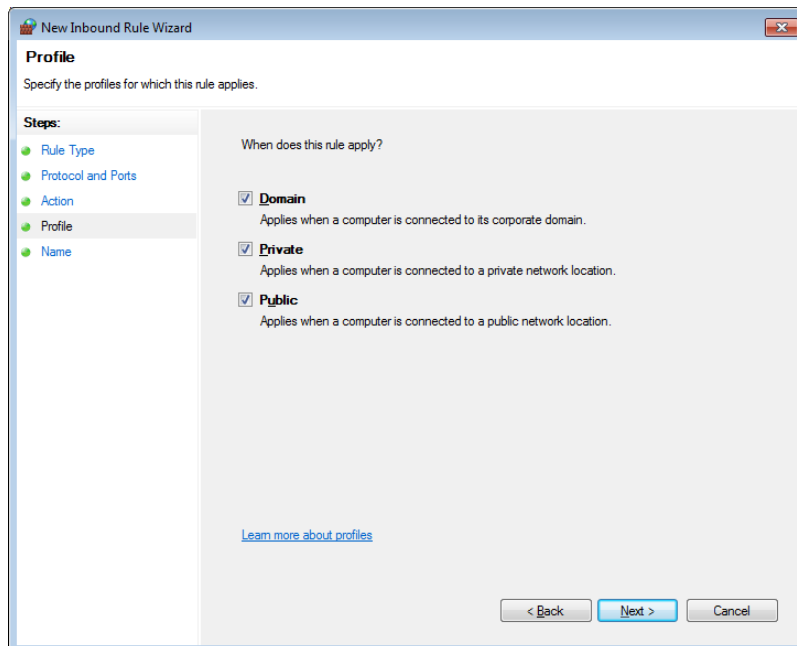 New Inbound Rule Wizard
Profile
Specify the profiles for which this rule applies.
Steps:
Rule Type
Protocol and Ports
Action
Profile
Name
When does this rule apply?
Domain
Applies when a computer is connected to its corporate domain.
Private
Applies when a computer is connected to a private network location.
Public
Applies when a computer is connected to a public network location.
Learn more about profiles
< Back
Next >
Cancel